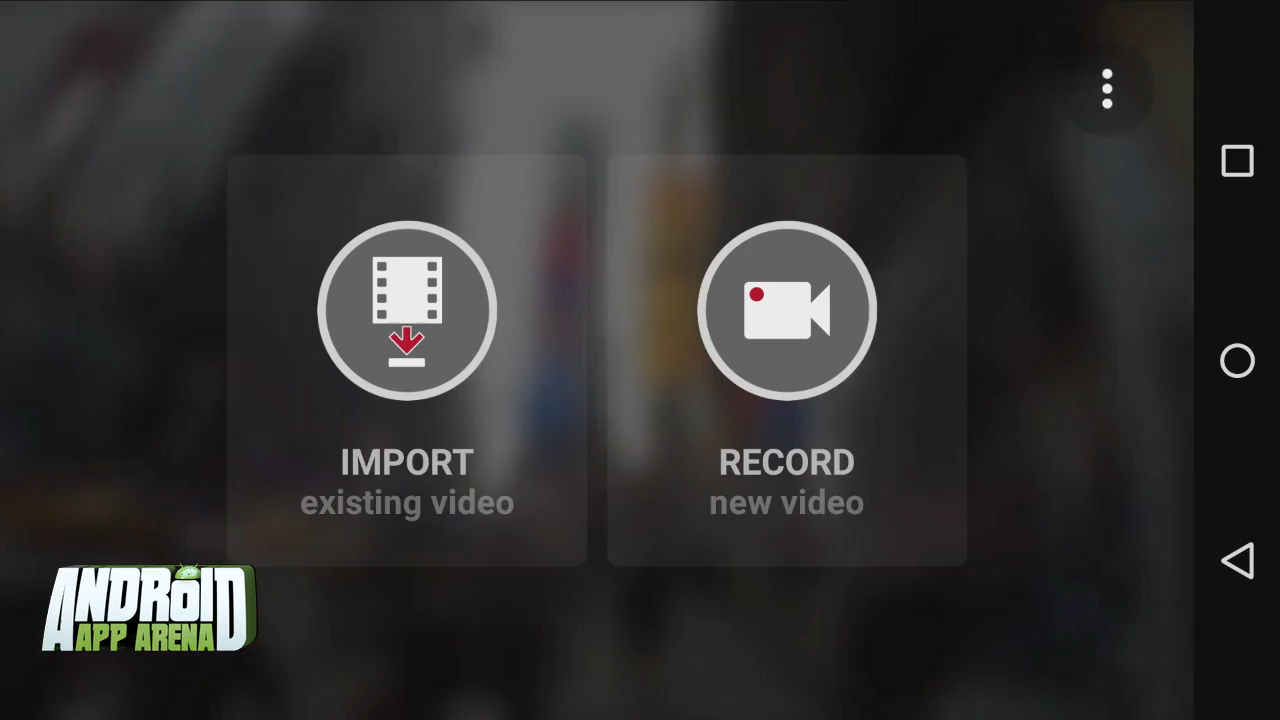 IMPORT
existing video
RECORD
new video
ANDROID
APP ARENA